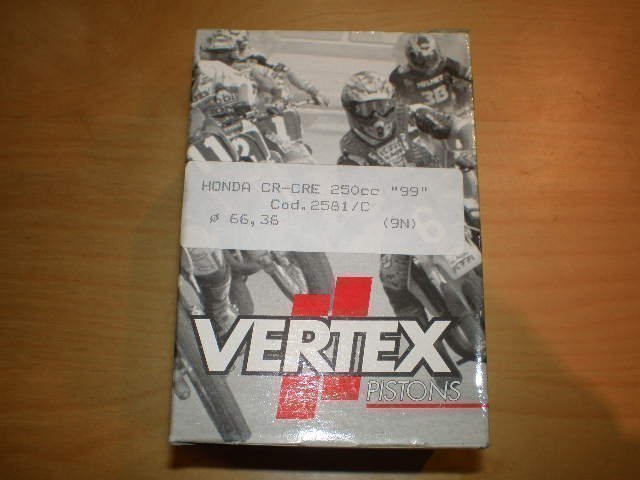 HONDA CR-CRE 250cc "99"
Cod.2581/C
ø 66,36 (9N)
VERTEX
PISTONS